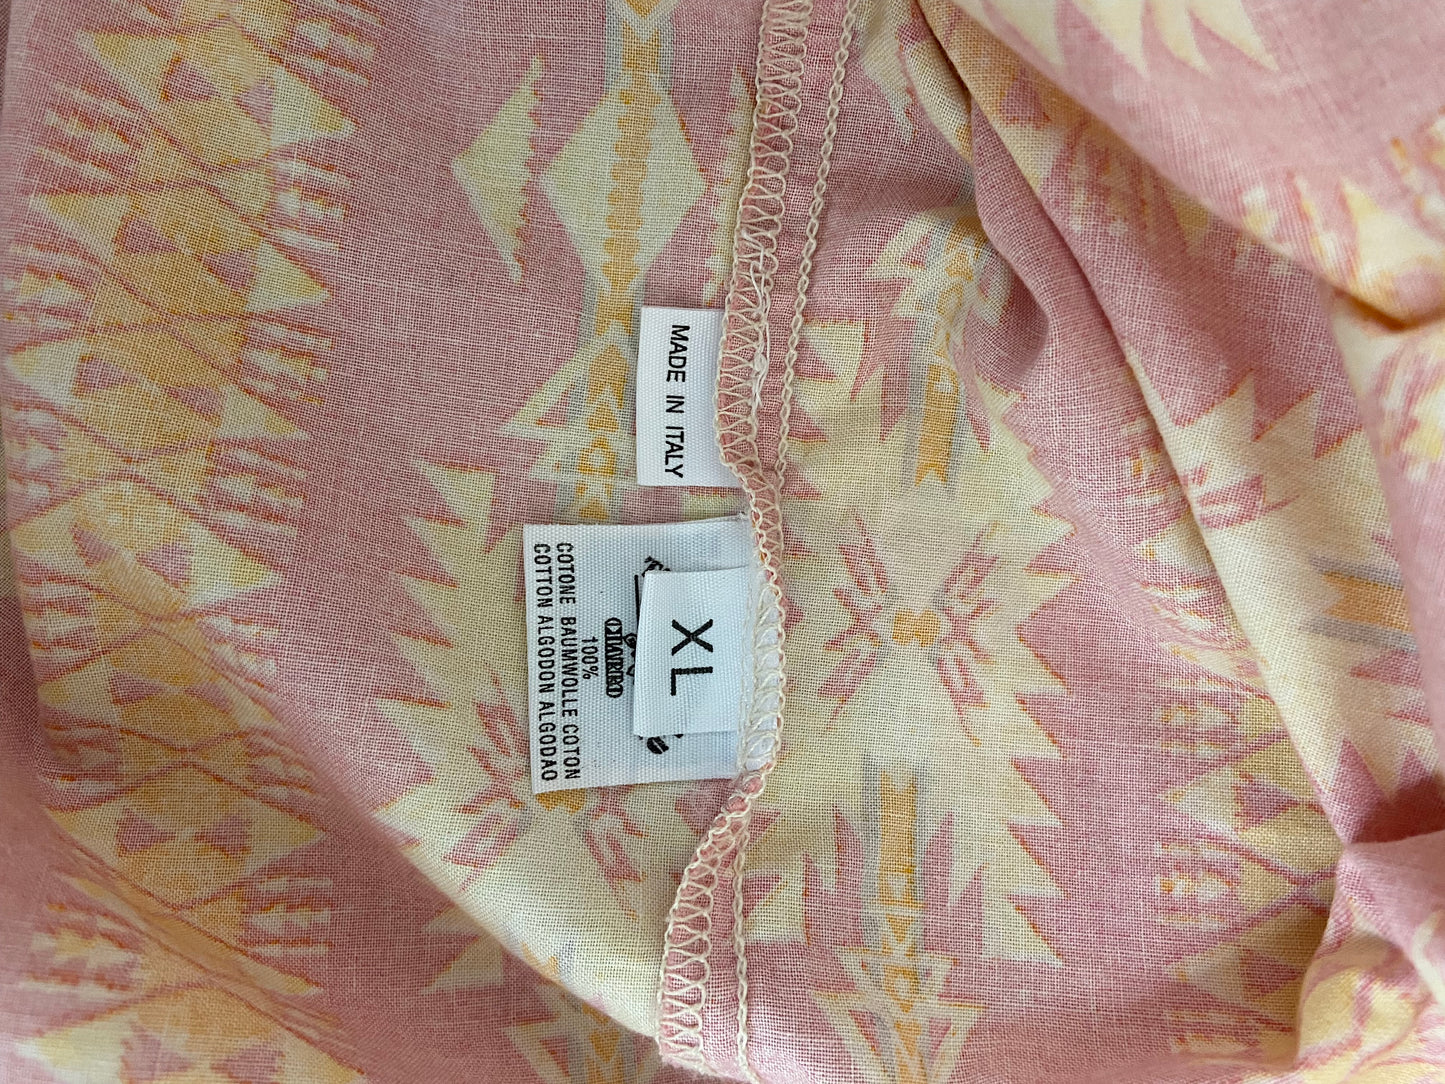 MADE IN ITALY
XL
100%
COTONE BAUMWOLLE COTON
COTTON ALGODON ALGODAO